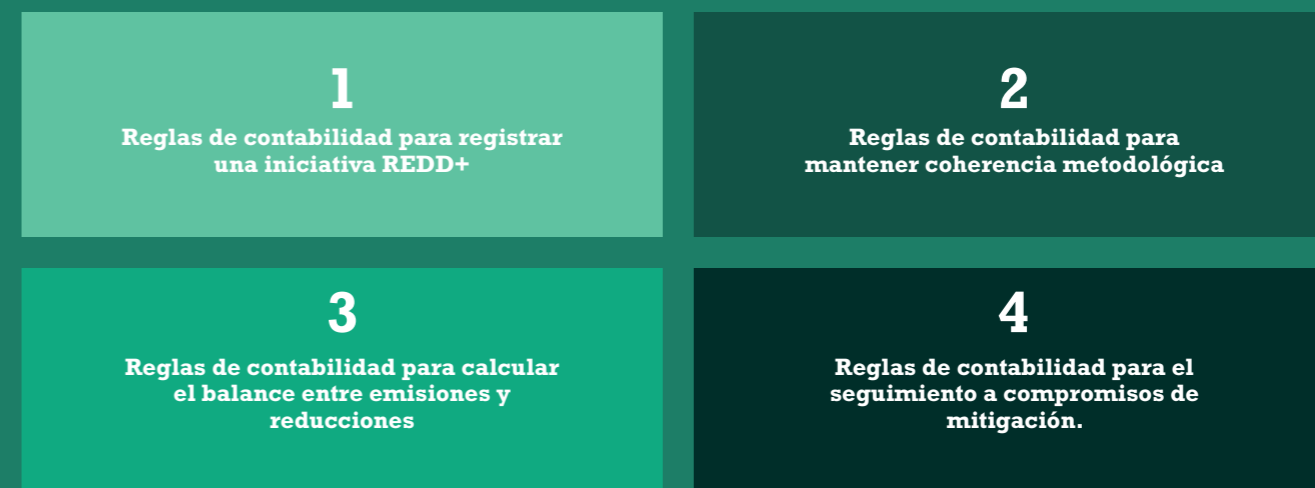 1
Reglas de contabilidad para registrar
una iniciativa REDD+
2
Reglas de contabilidad para
mantener coherencia metodológica
3
Reglas de contabilidad para calcular
el balance entre emisiones y
reducciones
4
Reglas de contabilidad para el
seguimiento a compromisos de
mitigación.